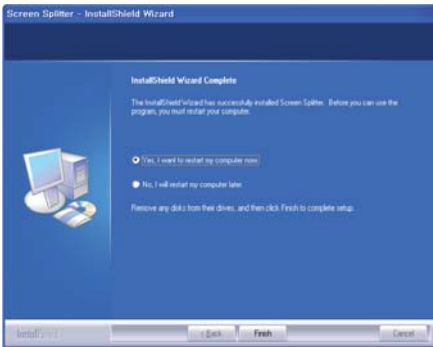 Screen Splitter - InstallShield Wizard
InstallShield Wizard Complete
The InstallShield Wizard has successfully installed Screen Splitter. Before you can use the
program, you must restart your computer.
Yes, I want to restart my computer now.
No, I will restart my computer later.
Remove any disks from their drives, and then click Finish to complete setup.
InstallShield
< Back
Finish
Cancel